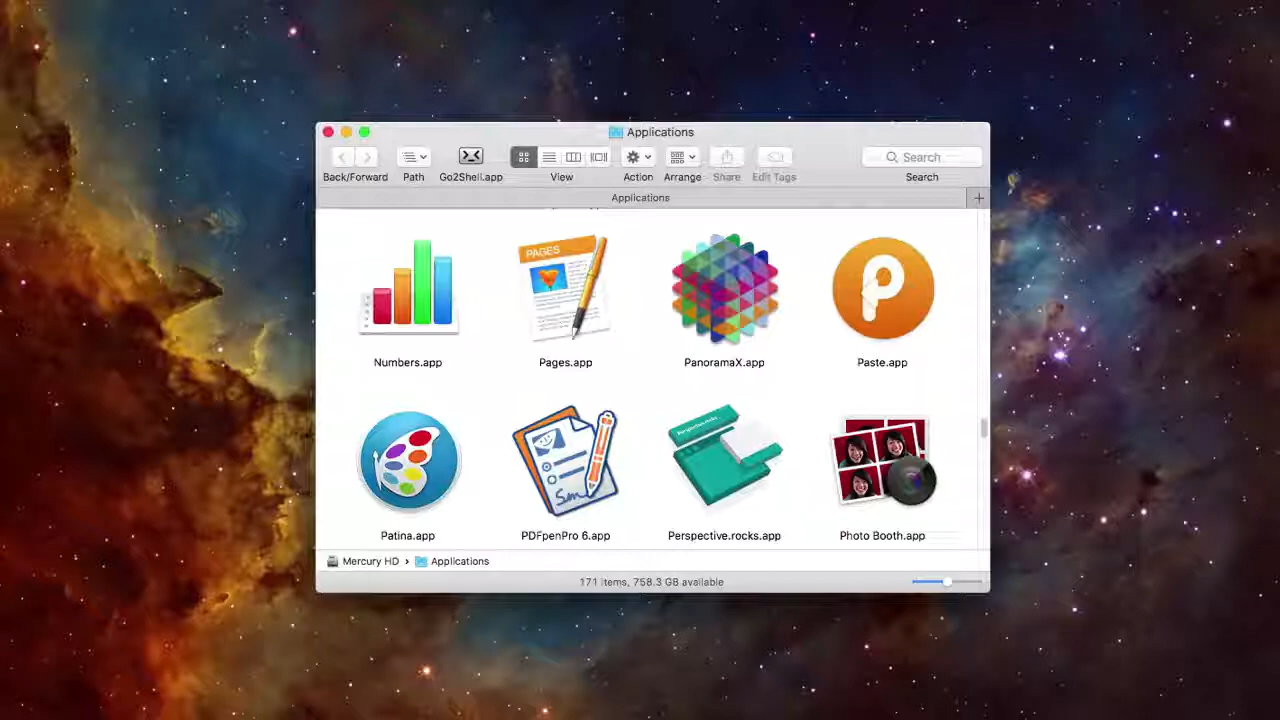 Applications
Search
Back/Forward
Path
Go2Shell.app
View
Action
Arrange
Share
Edit Tags
Search
Applications
PAGES
Numbers.app
Pages.app
PanoramaX.app
Paste.app
Patina.app
PDFpenPro 6.app
Perspective.rocks.app
Photo Booth.app
Mercury HD
Applications
171 items, 758.3 GB available